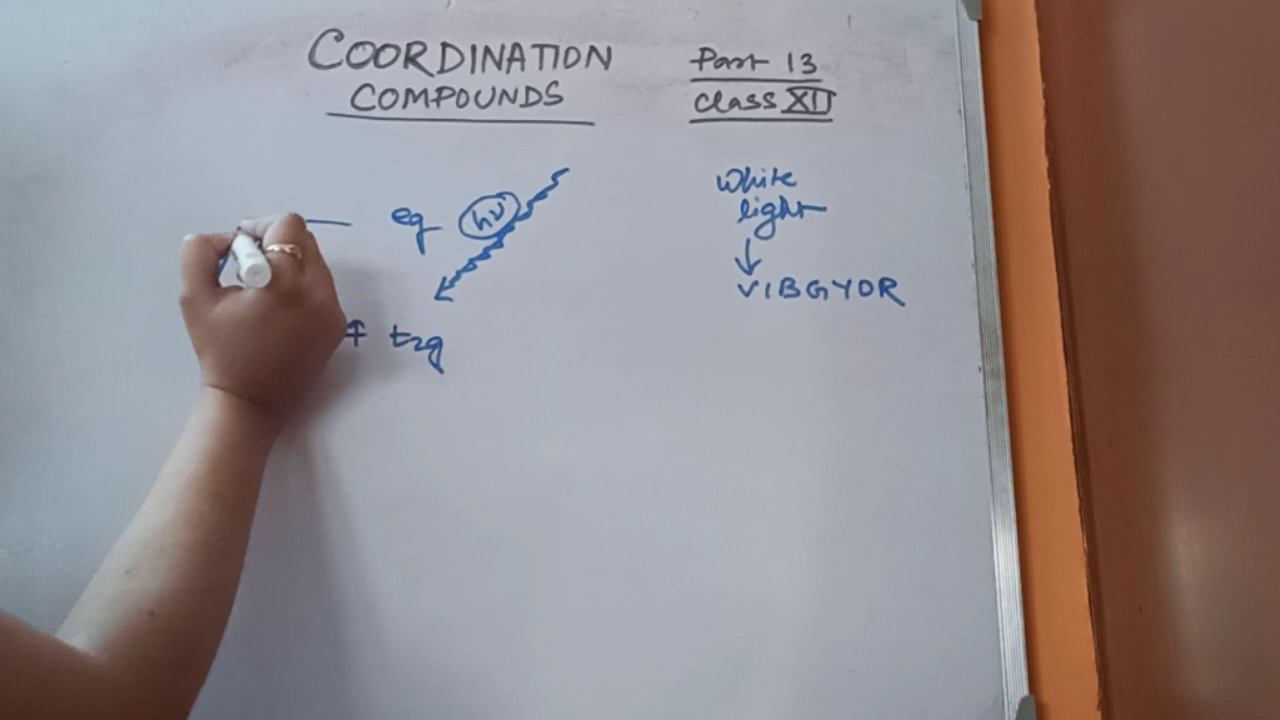 COORDINATION
COMPOUNDS
Part 13
Class XII
eg hν
t2g
White
light
↓
VIBGYOR